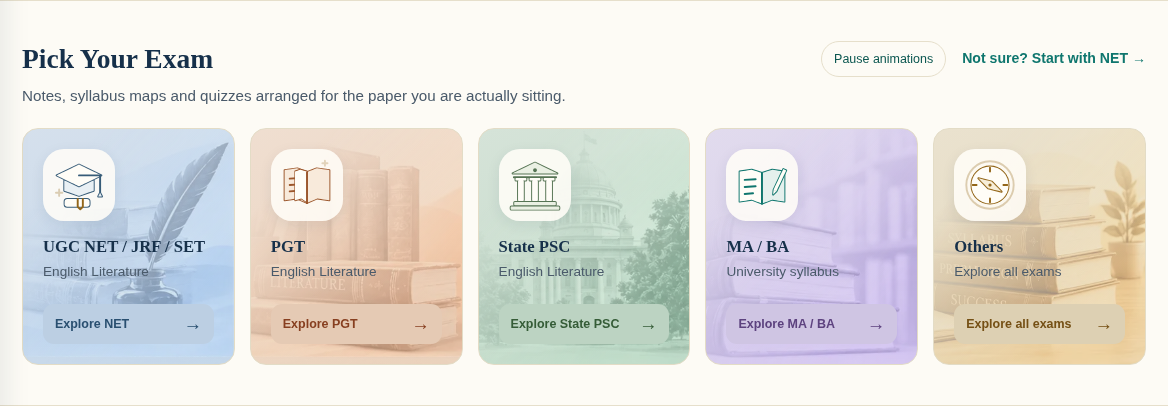 Pick Your Exam
Pause animations
Not sure? Start with NET →
Notes, syllabus maps and quizzes arranged for the paper you are actually sitting.
UGC NET / JRF / SET
English Literature
Explore NET →
PGT
English Literature
LITERATURE
Explore PGT →
State PSC
English Literature
Explore State PSC →
MA / BA
University syllabus
Explore MA / BA →
Others
Explore all exams
SUCCESS
Explore all exams →